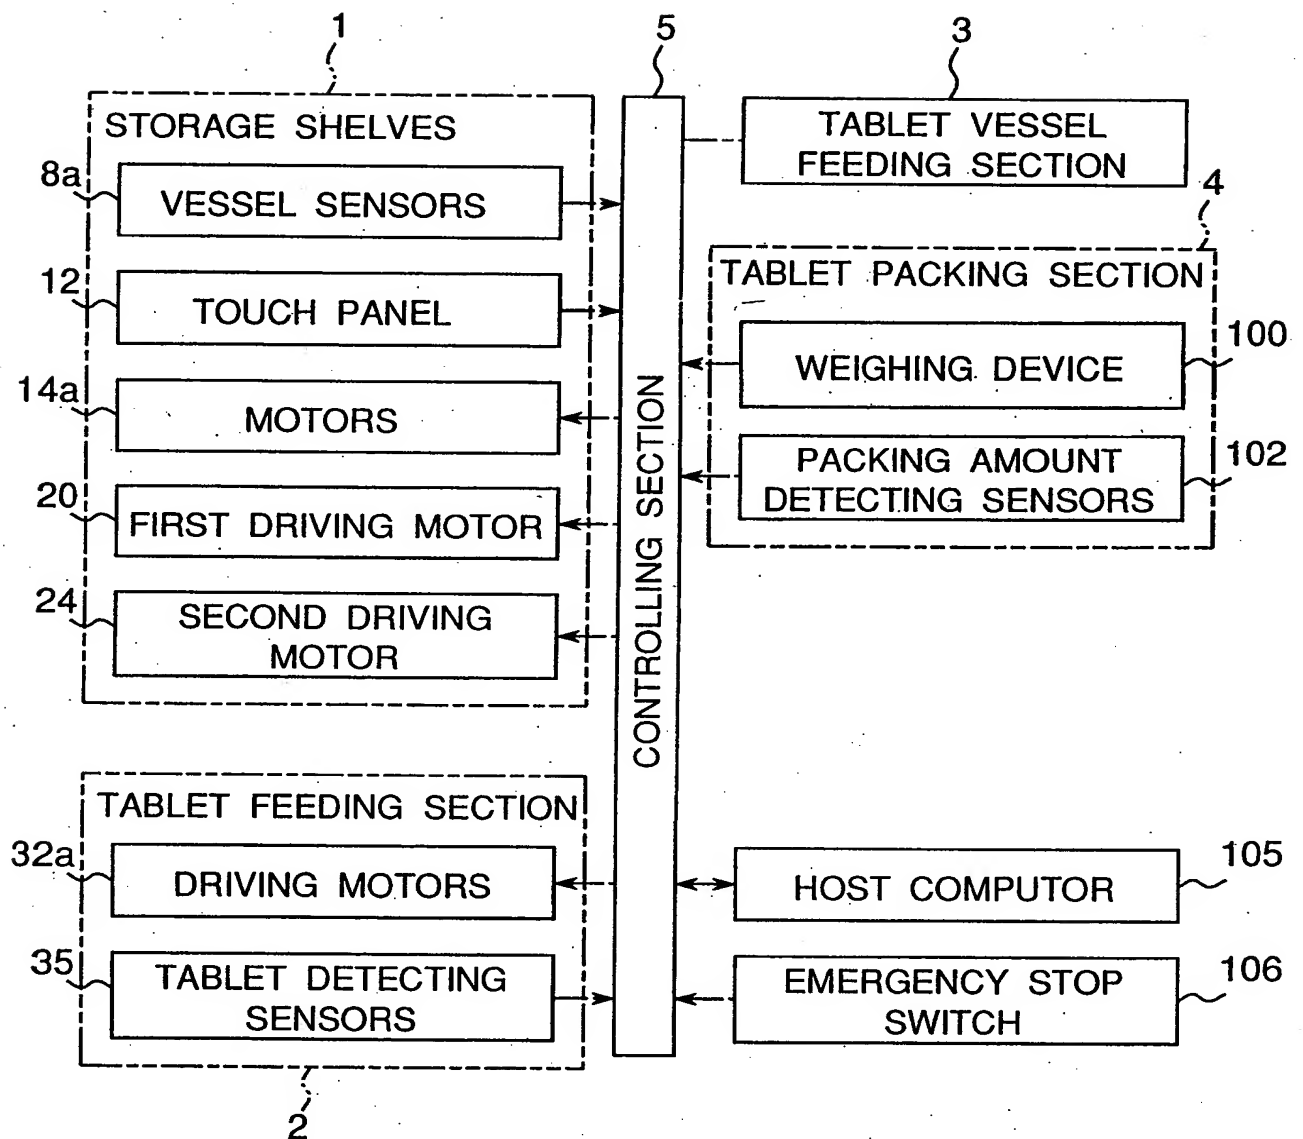 1
5
3
STORAGE SHELVES
8a
VESSEL SENSORS
12
TOUCH PANEL
14a
MOTORS
20
FIRST DRIVING MOTOR
24
SECOND DRIVING
MOTOR
TABLET FEEDING SECTION
32a
DRIVING MOTORS
35
TABLET DETECTING
SENSORS
2
CONTROLLING SECTION
TABLET VESSEL
FEEDING SECTION
4
TABLET PACKING SECTION
WEIGHING DEVICE
100
PACKING AMOUNT
DETECTING SENSORS
102
HOST COMPUTOR
105
EMERGENCY STOP
SWITCH
106